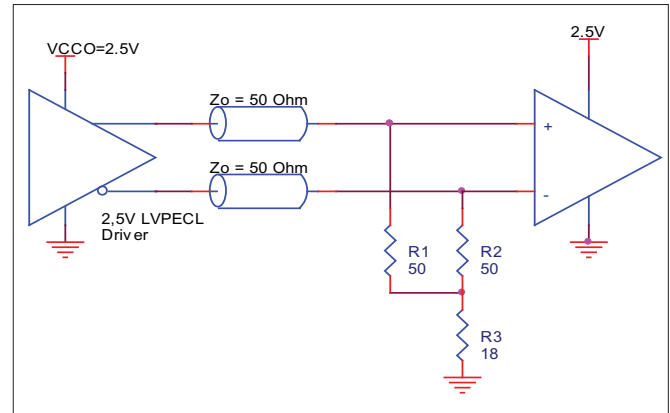 VCCO=2.5V
2.5V
Zo = 50 Ohm
+
Zo = 50 Ohm
-
2,5V LVPECL
Driver
R1
50
R2
50
R3
18